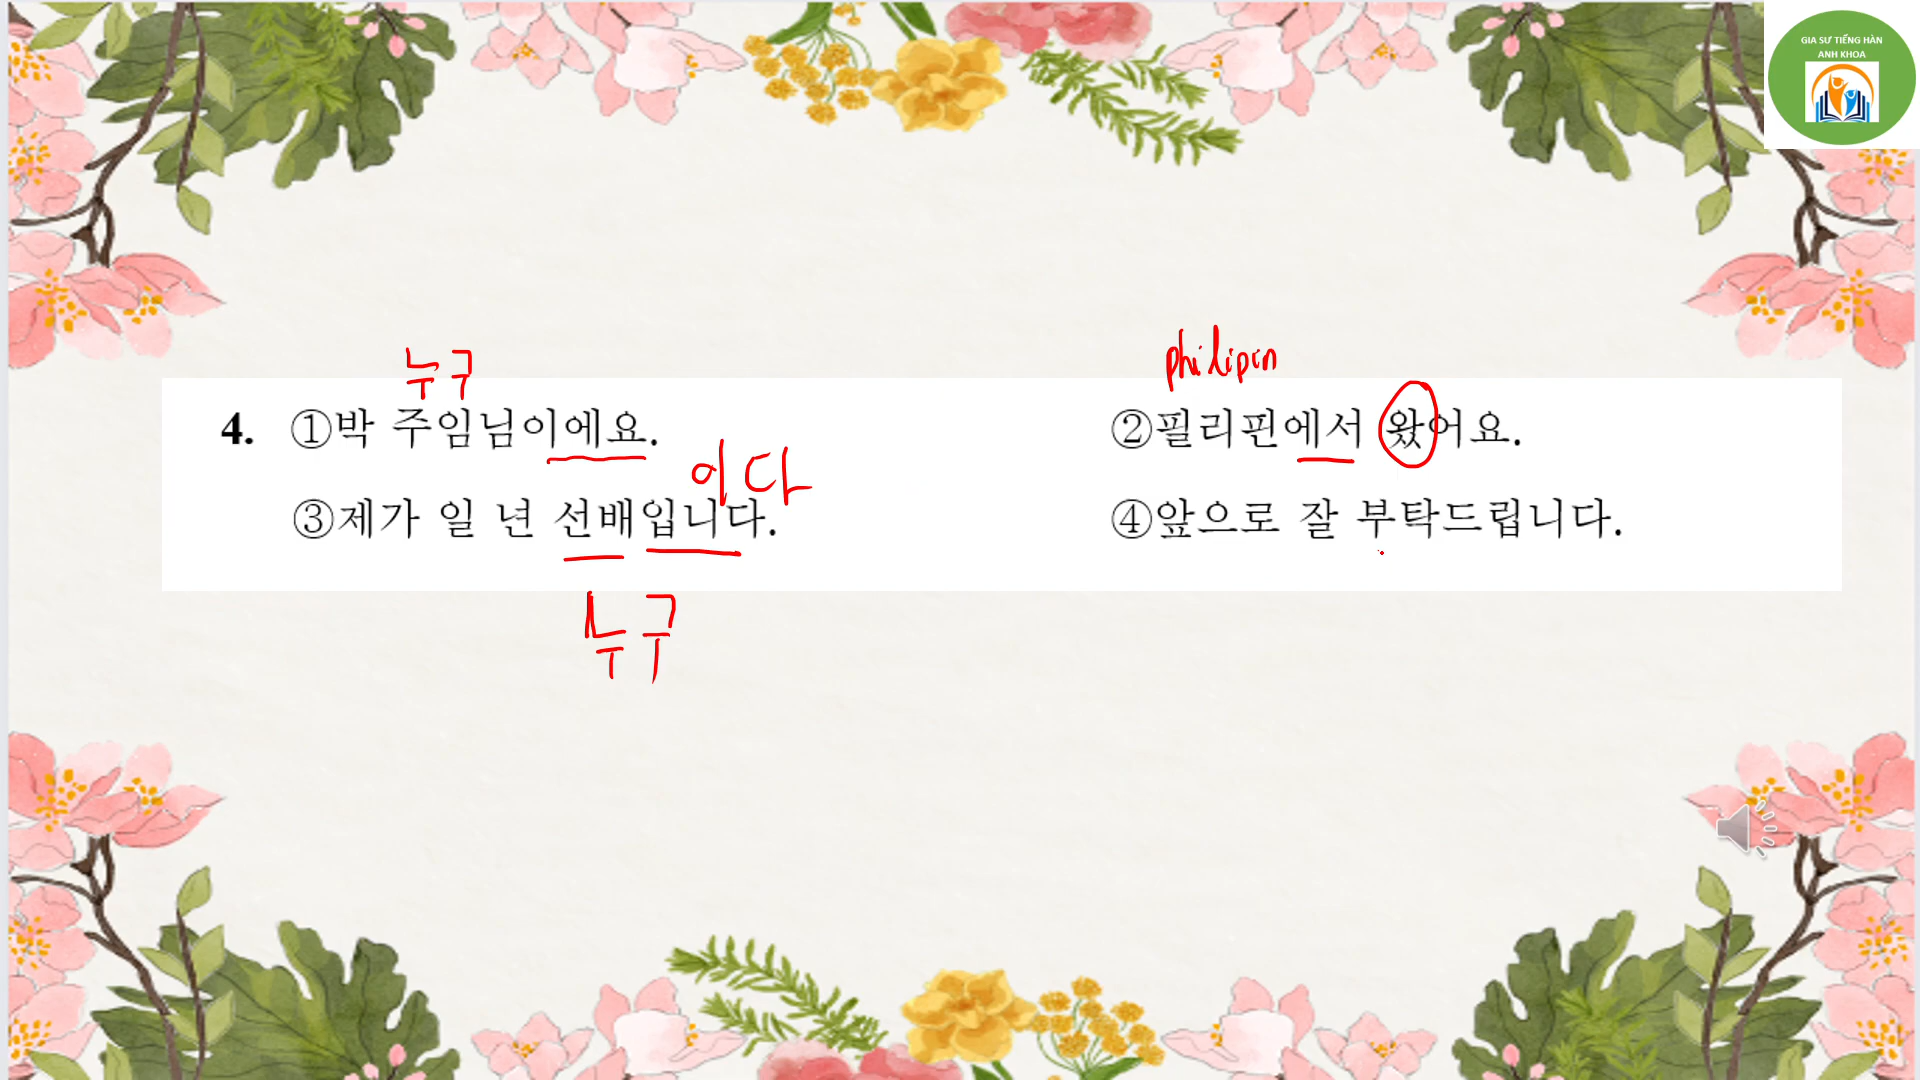 GIA SƯ TIẾNG HÀN
ANH KHOA
누구
philipin
4. ①박 주임님이에요. ②필리핀에서 왔어요.
이다
③제가 일 년 선배입니다. ④앞으로 잘 부탁드립니다.
누구